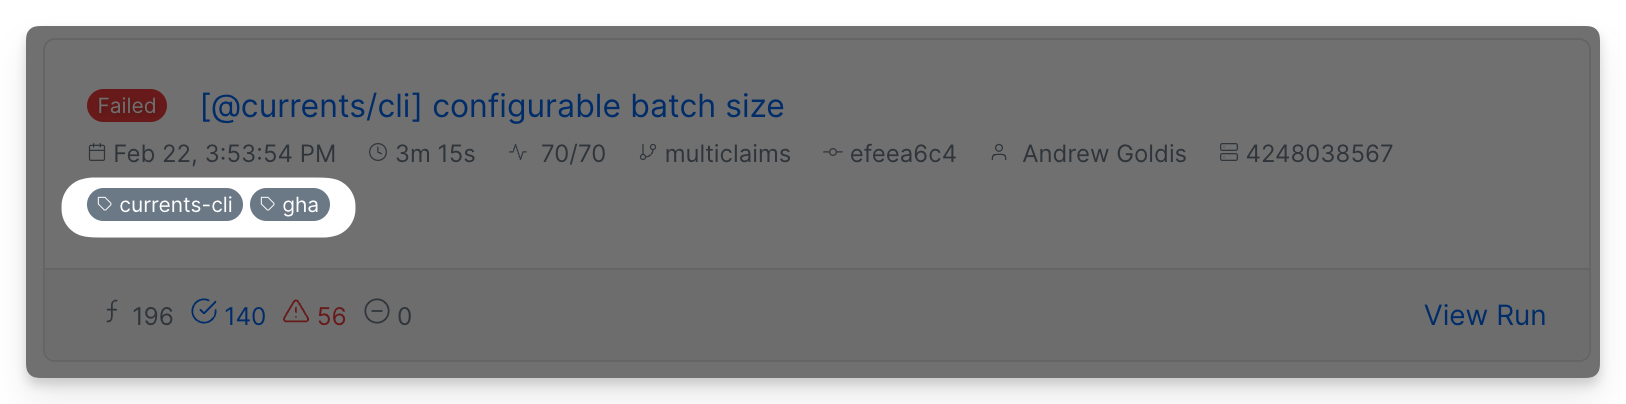 Failed [@currents/cli] configurable batch size
Feb 22, 3:53:54 PM 3m 15s 70/70 multiclaims efeea6c4 Andrew Goldis 4248038567
currents-cli gha
196 140 56 0 View Run